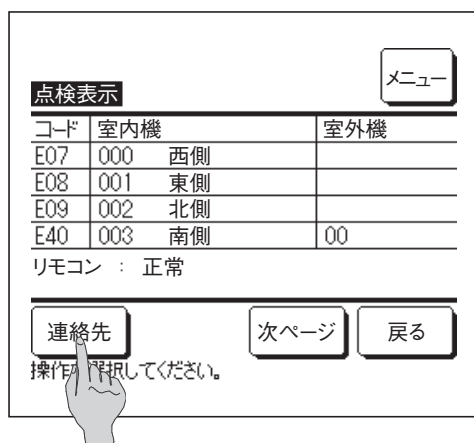 メニュー
点検表示
コード 室内機 室外機
E07 000 西側
E08 001 東側
E09 002 北側
E40 003 南側 00
リモコン : 正常
連絡先 次ページ 戻る
操作を選択してください。